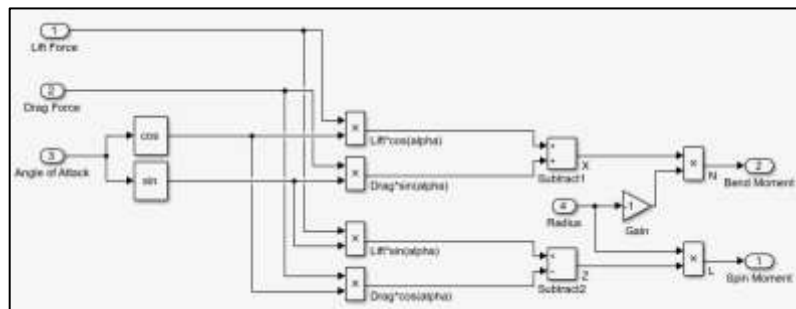 1
Lift Force
2
Drag Force
3
Angle of Attack
cos
sin
×
Lift*cos(alpha)
×
Drag*sin(alpha)
×
Lift*sin(alpha)
×
Drag*cos(alpha)
+
+
X
Subtract1
Z
Subtract2
4
Radius
-1
Gain
×
N
2
Bend Moment
×
L
1
Spin Moment